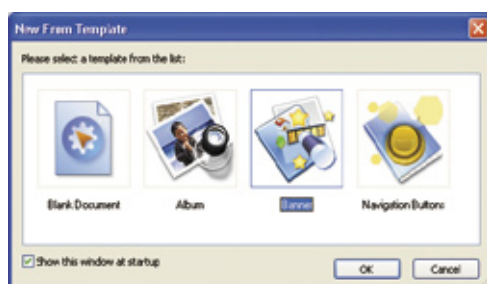 New From Template
Please select a template from the list:
Blank Document
Album
Banner
Navigation Buttons
Show this window at startup
OK
Cancel